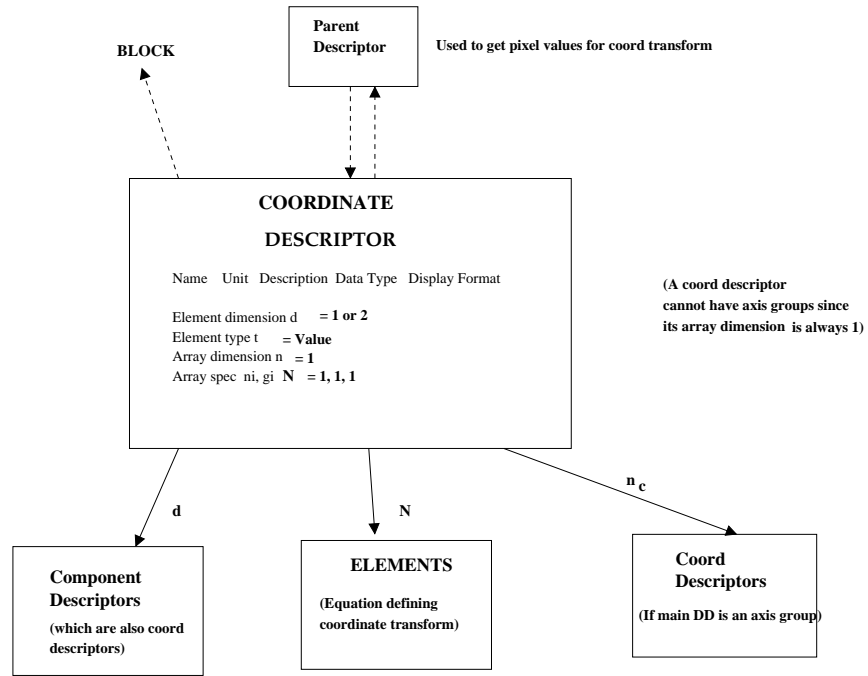 Parent
Descriptor
Used to get pixel values for coord transform
BLOCK
COORDINATE
DESCRIPTOR
Name Unit Description Data Type Display Format
Element dimension d = 1 or 2
Element type t = Value
Array dimension n = 1
Array spec ni, gi N = 1, 1, 1
(A coord descriptor
cannot have axis groups since
its array dimension is always 1)
d
N
n c
Component
Descriptors
(which are also coord
descriptors)
ELEMENTS
(Equation defining
coordinate transform)
Coord
Descriptors
(If main DD is an axis group)